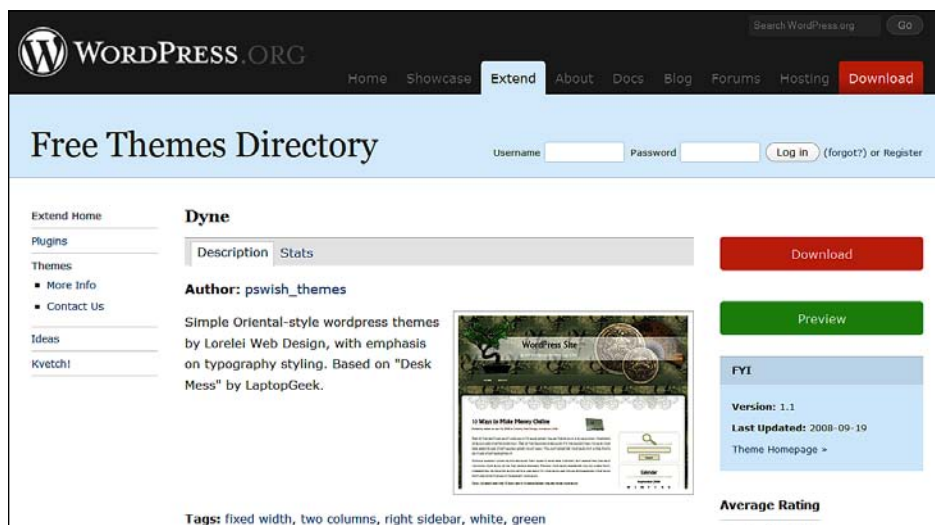 Search WordPress.org Go
WORDPRESS.ORG
Home Showcase Extend About Docs Blog Forums Hosting Download
Free Themes Directory
Username Password Log in (forgot?) or Register
Extend Home
Plugins
Themes
More Info
Contact Us
Ideas
Kvetch!
Dyne
Description Stats
Author: pswish_themes
Simple Oriental-style wordpress themes
by Lorelei Web Design, with emphasis
on typography styling. Based on "Desk
Mess" by LaptopGeek.
WordPress Site
10 Ways to Make Money Online
Calendar
Tags: fixed width, two columns, right sidebar, white, green
Download
Preview
FYI
Version: 1.1
Last Updated: 2008-09-19
Theme Homepage »
Average Rating